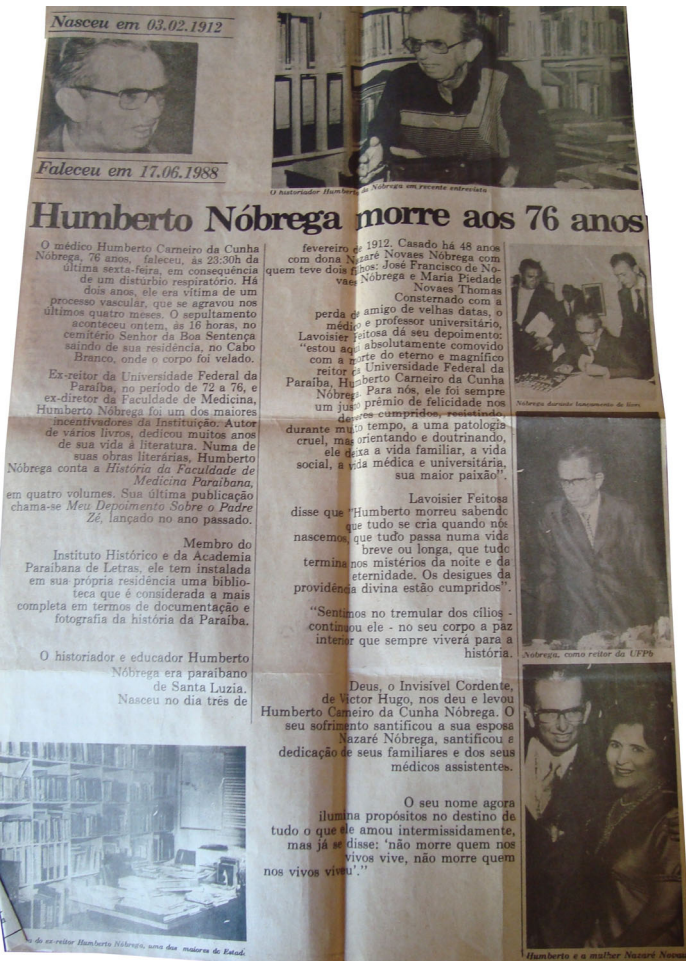 Nasceu em 03.02.1912
Faleceu em 17.06.1988
O historiador Humberto da Nóbrega em recente entrevista
Humberto Nóbrega morre aos 76 anos
O médico Humberto Carneiro da Cunha
Nóbrega, 76 anos, faleceu, às 23:30h da
última sexta-feira, em consequência
de um distúrbio respiratório. Há
dois anos, ele era vítima de um
processo vascular, que se agravou nos
últimos quatro meses. O sepultamento
aconteceu ontem, às 16 horas, no
cemitério Senhor da Boa Sentença
saindo de sua residência, no Cabo
Branco, onde o corpo foi velado.
Ex-reitor da Universidade Federal da
Paraíba, no período de 72 a 76, e
ex-diretor da Faculdade de Medicina,
Humberto Nóbrega foi um dos maiores
incentivadores da Instituição. Autor
de vários livros, dedicou muitos anos
de sua vida á literatura. Numa de
suas obras literárias, Humberto
Nóbrega conta a História da Faculdade de
Medicina Paraibana,
em quatro volumes. Sua última publicação
chama-se Meu Depoimento Sobre o Padre
Zé, lançado no ano passado.
Membro do
Instituto Histórico e da Academia
Paraibana de Letras, ele tem instalada
em sua própria residência uma biblio-
teca que é considerada a mais
completa em termos de documentação e
fotografia da história da Paraíba.
O historiador e educador Humberto
Nóbrega era paraibano
de Santa Luzia.
Nasceu no dia três de
fevereiro de 1912. Casado há 48 anos
com dona Nazaré Novaes Nóbrega com
quem teve dois filhos: José Francisco de No-
vaes Nóbrega e Maria Piedade
Novaes Thomas
Consternado com a
perda de amigo de velhas datas, o
médico e professor universitário,
Lavoisier Feitosa dá seu depoimento:
"estou aqui absolutamente comovido
com a morte do eterno e magnífico
reitor da Universidade Federal da
Paraíba, Humberto Carneiro da Cunha
Nóbrega. Para nós, ele foi sempre
um justo prêmio de felicidade nos
deveres cumpridos, resistindo,
durante muito tempo, a uma patologia
cruel, mas orientando e doutrinando,
ele deixa a vida familiar, a vida
social, a vida médica e universitária,
sua maior paixão".
Lavoisier Feitosa
disse que "Humberto morreu sabendo
que tudo se cria quando nós
nascemos, que tudo passa numa vida
breve ou longa, que tudo
termina nos mistérios da noite e da
eternidade. Os desígues da
providência divina estão cumpridos".
"Sentimos no tremular dos cílios -
continuou ele - no seu corpo a paz
interior que sempre viverá para a
história.
Deus, o Invisível Cordente,
de Victor Hugo, nos deu e levou
Humberto Carneiro da Cunha Nóbrega. O
seu sofrimento santificou a sua esposa
Nazaré Nóbrega, santificou a
dedicação de seus familiares e dos seus
médicos assistentes.
O seu nome agora
ilumina propósitos no destino de
tudo o que ele amou intermissidamente,
mas já se disse: 'não morre quem nos
vivos vive, não morre quem
nos vivos viveu'."
Nóbrega durante lançamento de livro
Nóbrega, como reitor da UFPb
Humberto e a mulher Nazaré Novaes
do ex-reitor Humberto Nóbrega, uma das maiores do Estado